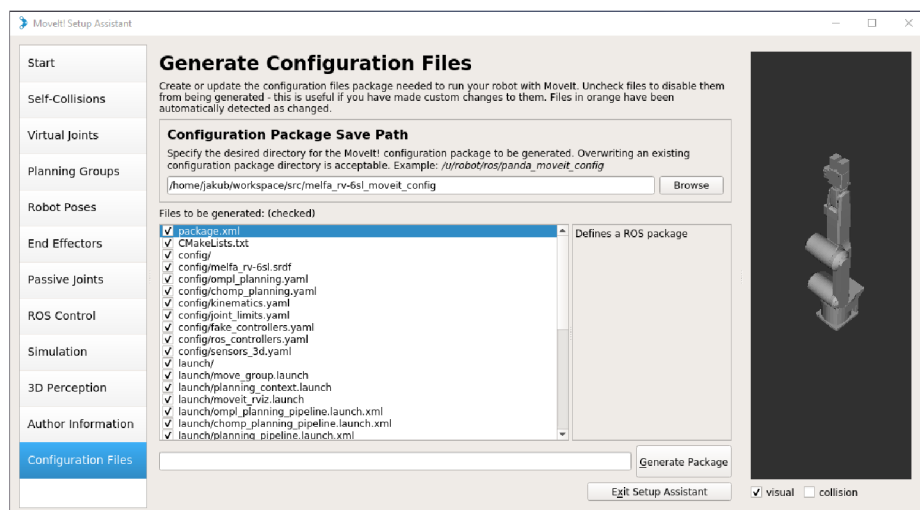 MoveIt! Setup Assistant
Start
Self-Collisions
Virtual Joints
Planning Groups
Robot Poses
End Effectors
Passive Joints
ROS Control
Simulation
3D Perception
Author Information
Configuration Files
Generate Configuration Files
Create or update the configuration files package needed to run your robot with MoveIt. Uncheck files to disable them
from being generated - this is useful if you have made custom changes to them. Files in orange have been
automatically detected as changed.
Configuration Package Save Path
Specify the desired directory for the MoveIt! configuration package to be generated. Overwriting an existing
configuration package directory is acceptable. Example: /u/robot/ros/panda_moveit_config
/home/jakub/workspace/src/melfa_rv-6sl_moveit_config
Browse
Files to be generated: (checked)
package.xml
CMakeLists.txt
config/
config/melfa_rv-6sl.srdf
config/ompl_planning.yaml
config/chomp_planning.yaml
config/kinematics.yaml
config/joint_limits.yaml
config/fake_controllers.yaml
config/ros_controllers.yaml
config/sensors_3d.yaml
launch/
launch/move_group.launch
launch/planning_context.launch
launch/moveit_rviz.launch
launch/ompl_planning_pipeline.launch.xml
launch/chomp_planning_pipeline.launch.xml
launch/planning_pipeline.launch.xml
Defines a ROS package
Generate Package
Exit Setup Assistant
visual
collision